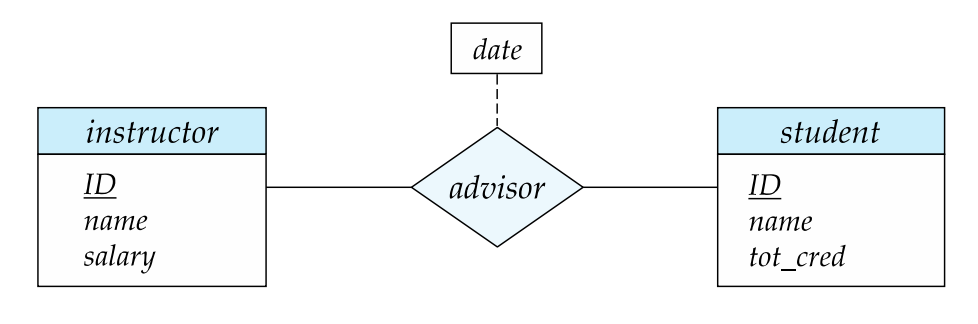 date
instructor
ID
name
salary
advisor
student
ID
name
tot_cred